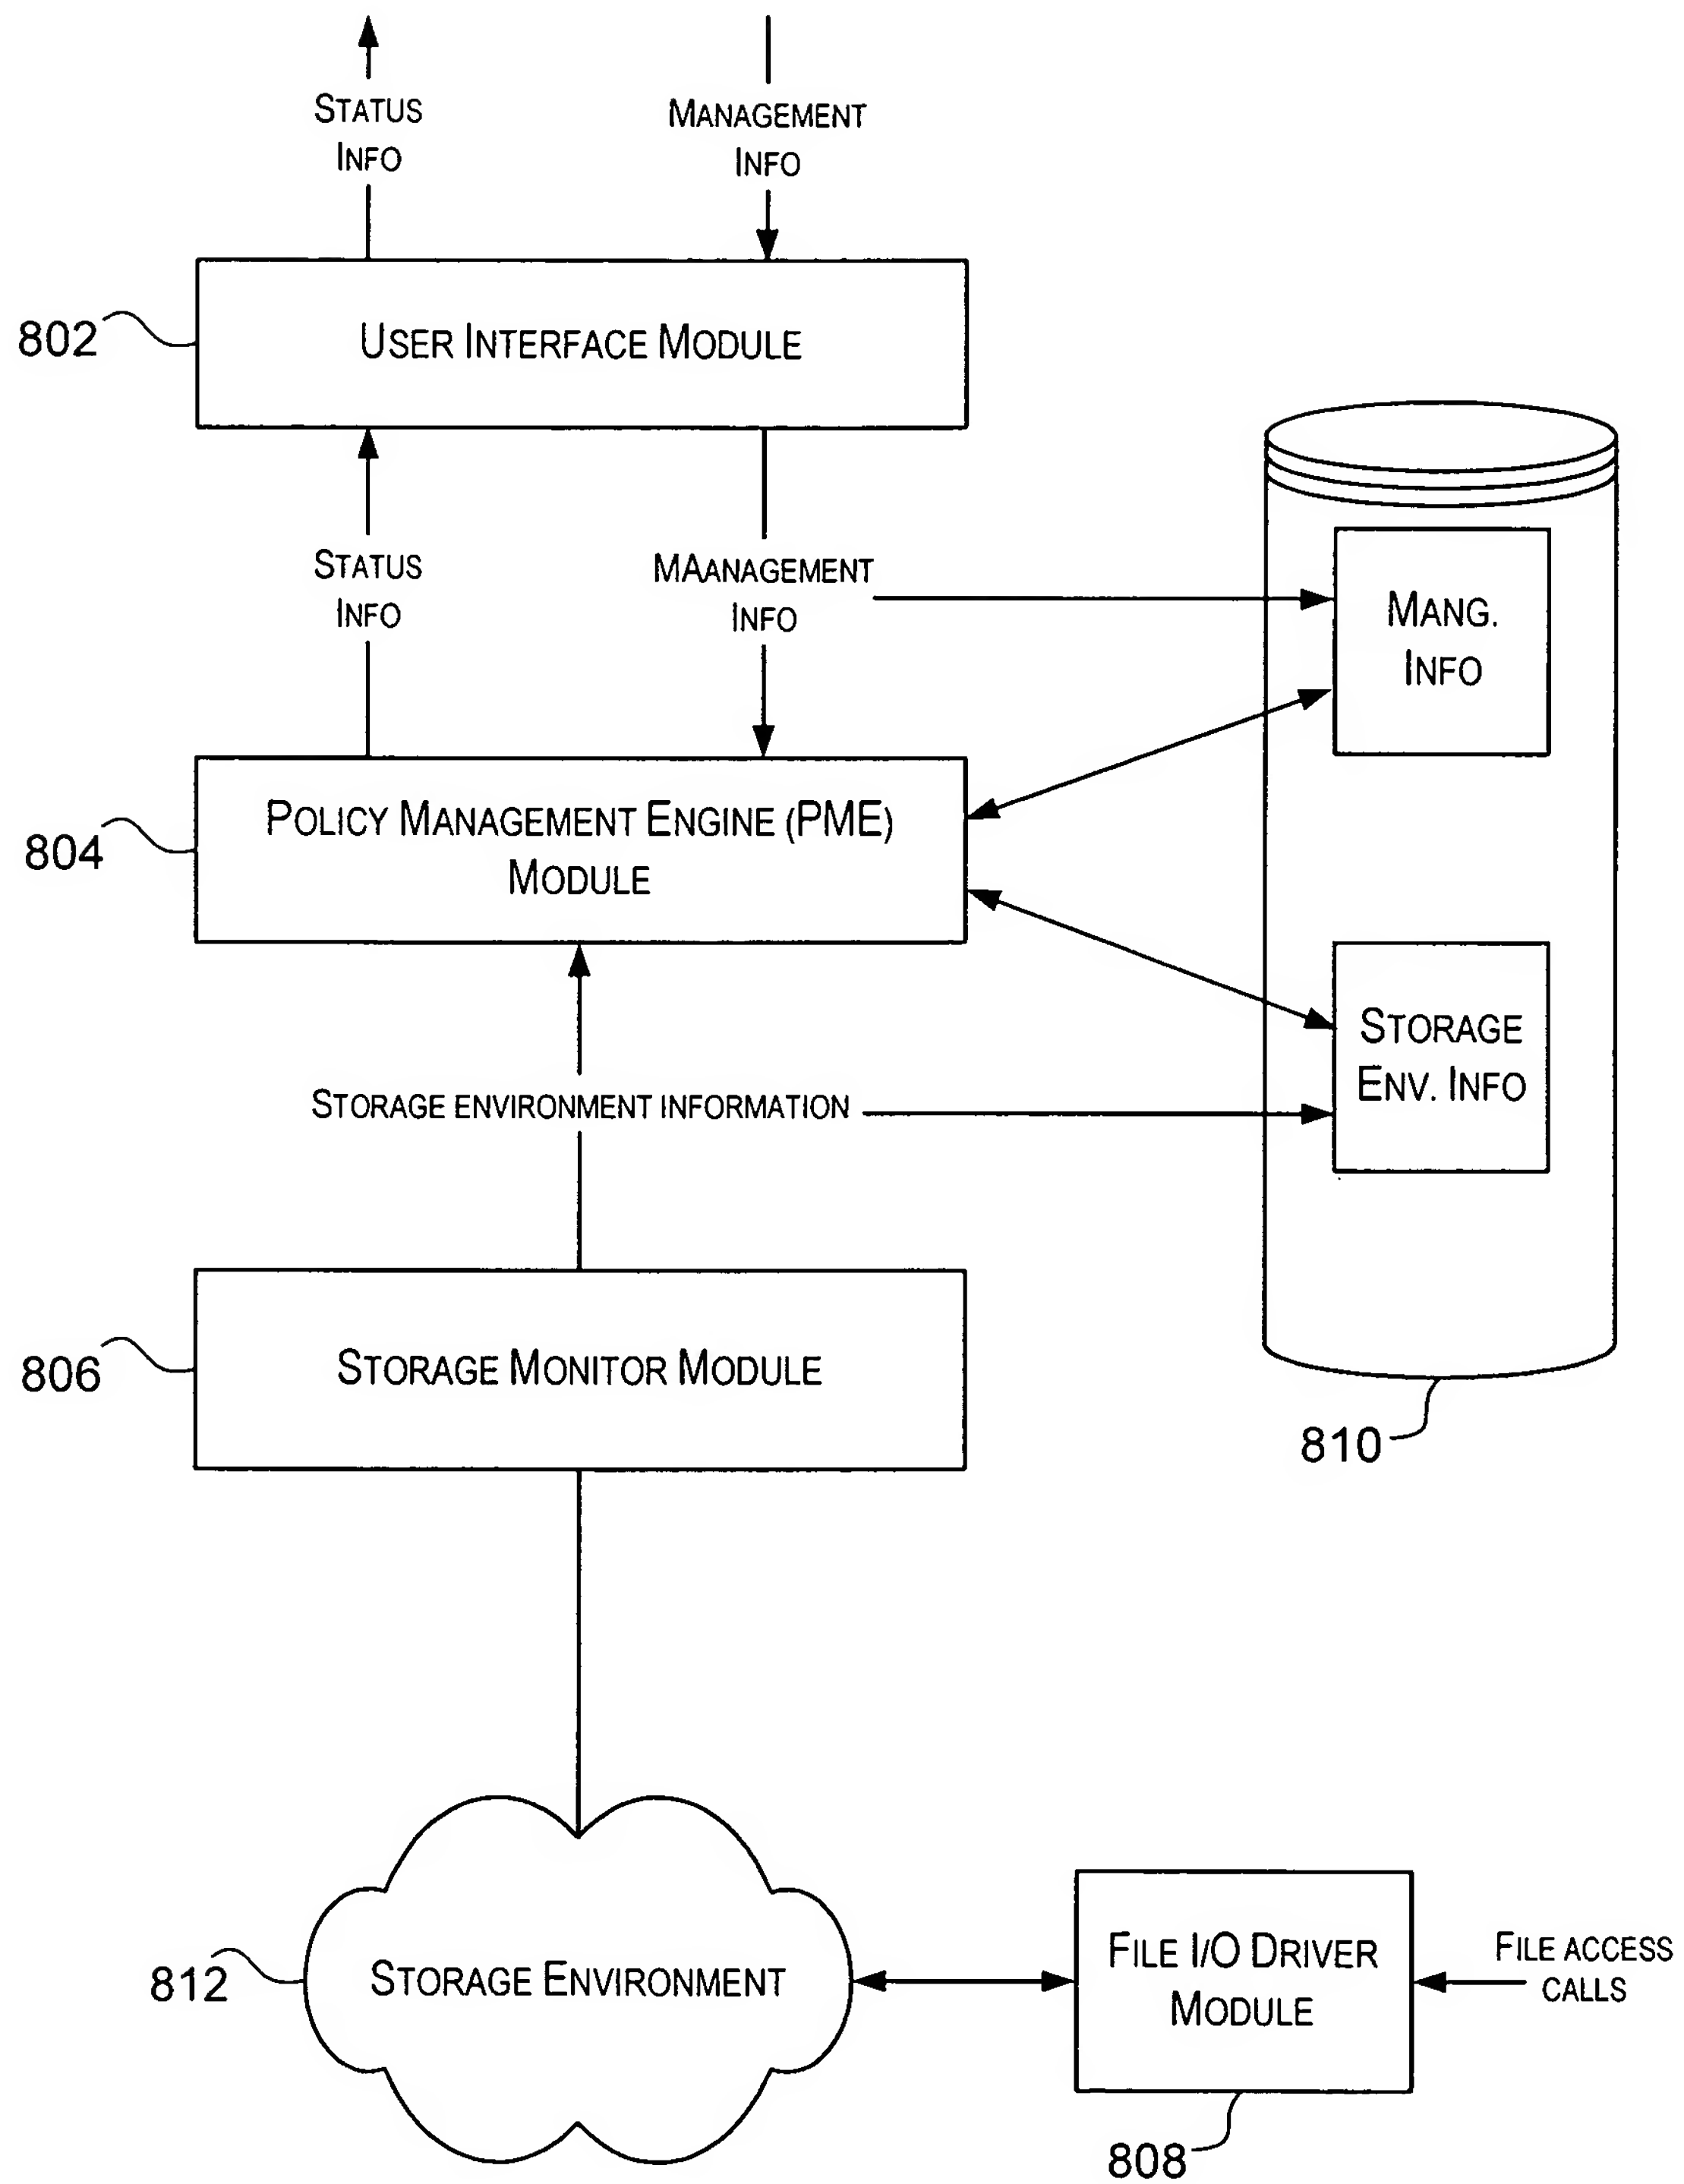 STATUS
INFO
MANAGEMENT
INFO
802
USER INTERFACE MODULE
STATUS
INFO
MAANAGEMENT
INFO
MANG.
INFO
804
POLICY MANAGEMENT ENGINE (PME)
MODULE
STORAGE
ENV. INFO
STORAGE ENVIRONMENT INFORMATION
806
STORAGE MONITOR MODULE
810
812
STORAGE ENVIRONMENT
FILE I/O DRIVER
MODULE
FILE ACCESS
CALLS
808